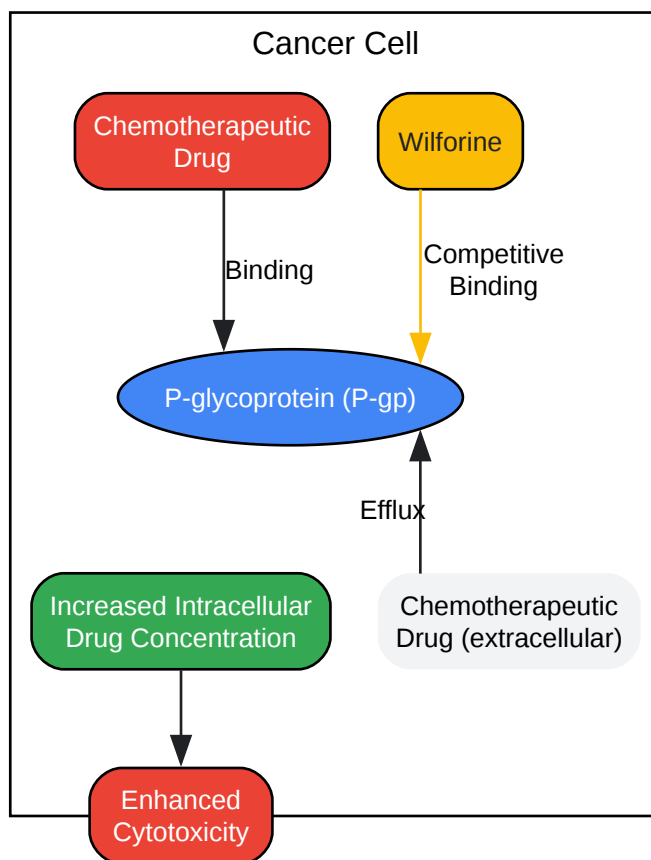 Cancer Cell
Chemotherapeutic
Drug
Wilforine
Binding
Competitive
Binding
P-glycoprotein (P-gp)
Efflux
Increased Intracellular
Drug Concentration
Chemotherapeutic
Drug (extracellular)
Enhanced
Cytotoxicity